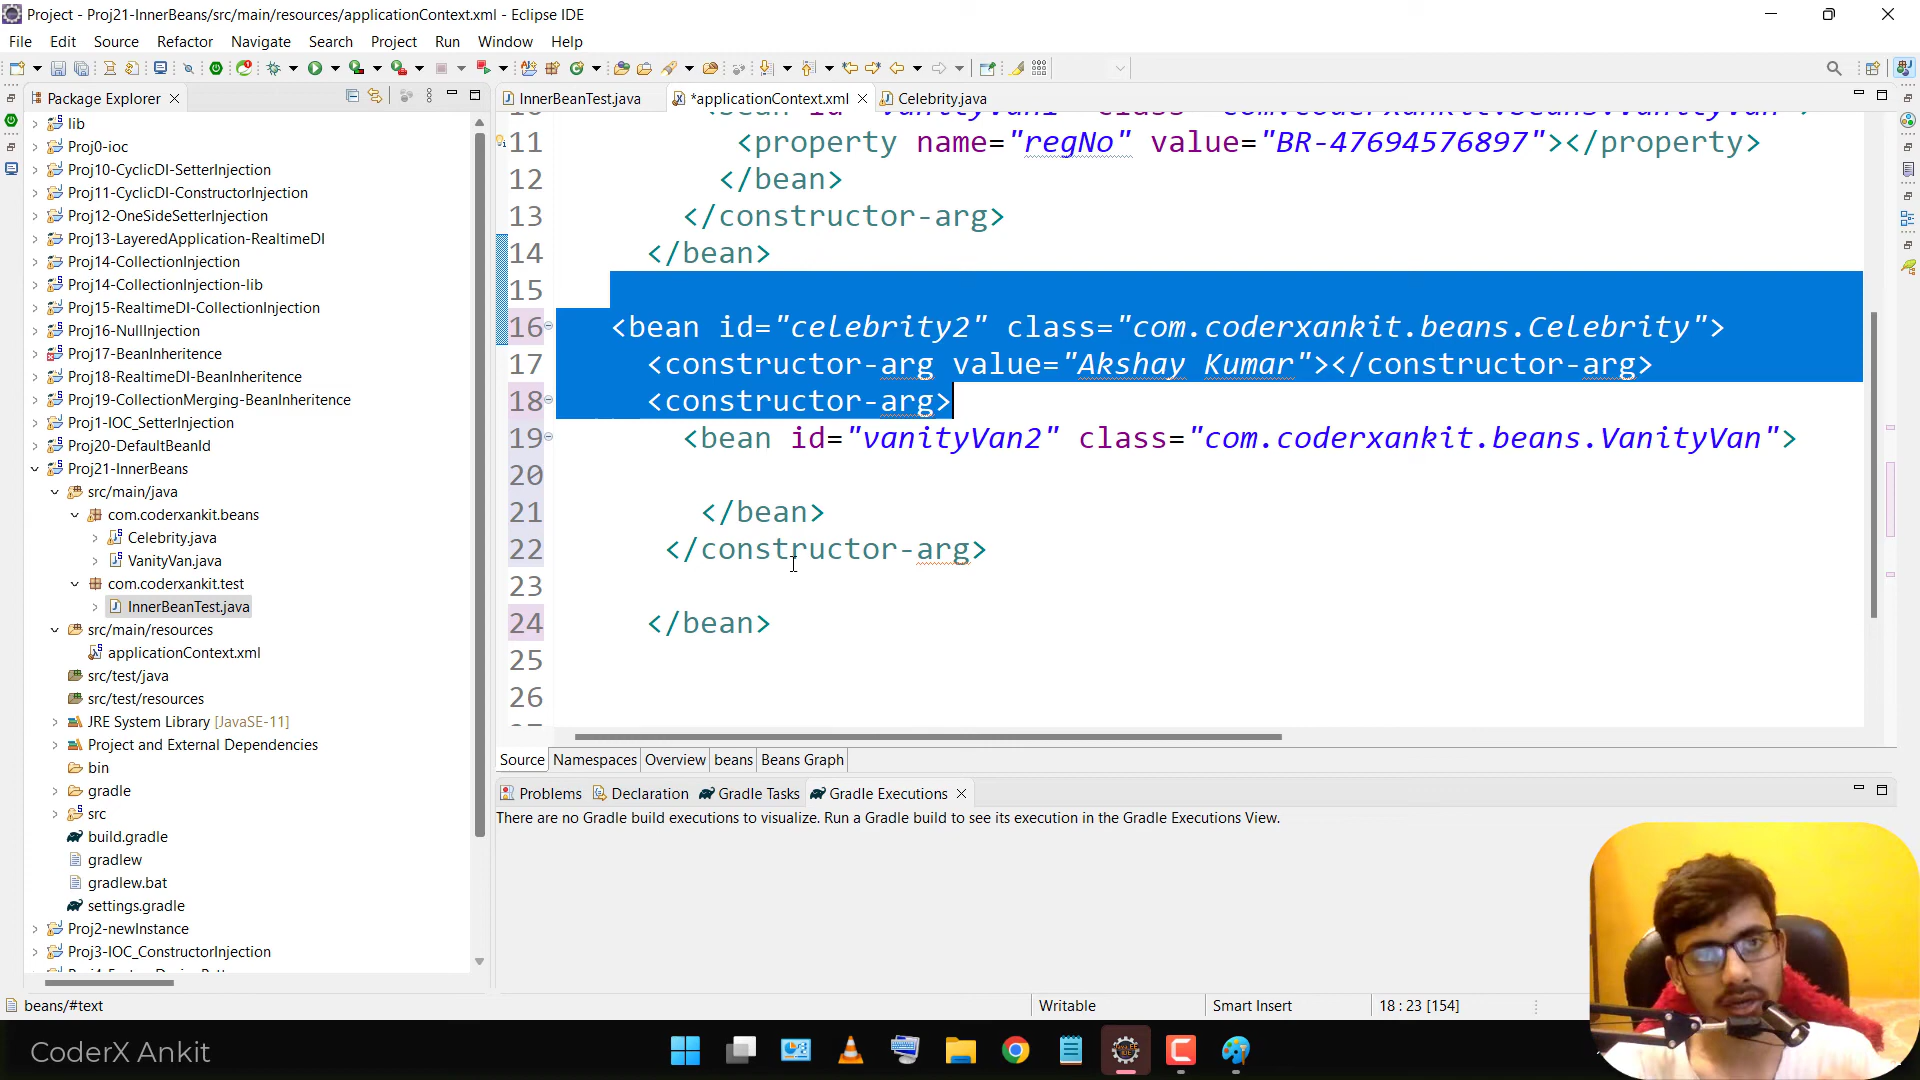 Project - Proj21-InnerBeans/src/main/resources/applicationContext.xml - Eclipse IDE
File Edit Source Refactor Navigate Search Project Run Window Help
Package Explorer
lib
Proj0-ioc
Proj10-CyclicDI-SetterInjection
Proj11-CyclicDI-ConstructorInjection
Proj12-OneSideSetterInjection
Proj13-LayeredApplication-RealtimeDI
Proj14-CollectionInjection
Proj14-CollectionInjection-lib
Proj15-RealtimeDI-CollectionInjection
Proj16-NullInjection
Proj17-BeanInheritence
Proj18-RealtimeDI-BeanInheritence
Proj19-CollectionMerging-BeanInheritence
Proj1-IOC_SetterInjection
Proj20-DefaultBeanId
Proj21-InnerBeans
src/main/java
com.coderxankit.beans
Celebrity.java
VanityVan.java
com.coderxankit.test
InnerBeanTest.java
src/main/resources
applicationContext.xml
src/test/java
src/test/resources
JRE System Library [JavaSE-11]
Project and External Dependencies
bin
gradle
src
build.gradle
gradlew
gradlew.bat
settings.gradle
Proj2-newInstance
Proj3-IOC_ConstructorInjection
InnerBeanTest.java *applicationContext.xml Celebrity.java
10 <bean id="vanityVan1" class="com.coderxankit.beans.VanityVan">
11 <property name="regNo" value="BR-47694576897"></property>
12 </bean>
13 </constructor-arg>
14 </bean>
15
16 <bean id="celebrity2" class="com.coderxankit.beans.Celebrity">
17 <constructor-arg value="Akshay Kumar"></constructor-arg>
18 <constructor-arg>
19 <bean id="vanityVan2" class="com.coderxankit.beans.VanityVan">
20
21 </bean>
22 </constructor-arg>
23
24 </bean>
25
26
Source Namespaces Overview beans Beans Graph
Problems Declaration Gradle Tasks Gradle Executions
There are no Gradle build executions to visualize. Run a Gradle build to see its execution in the Gradle Executions View.
beans/#text Writable Smart Insert 18 : 23 [154]
CoderX Ankit